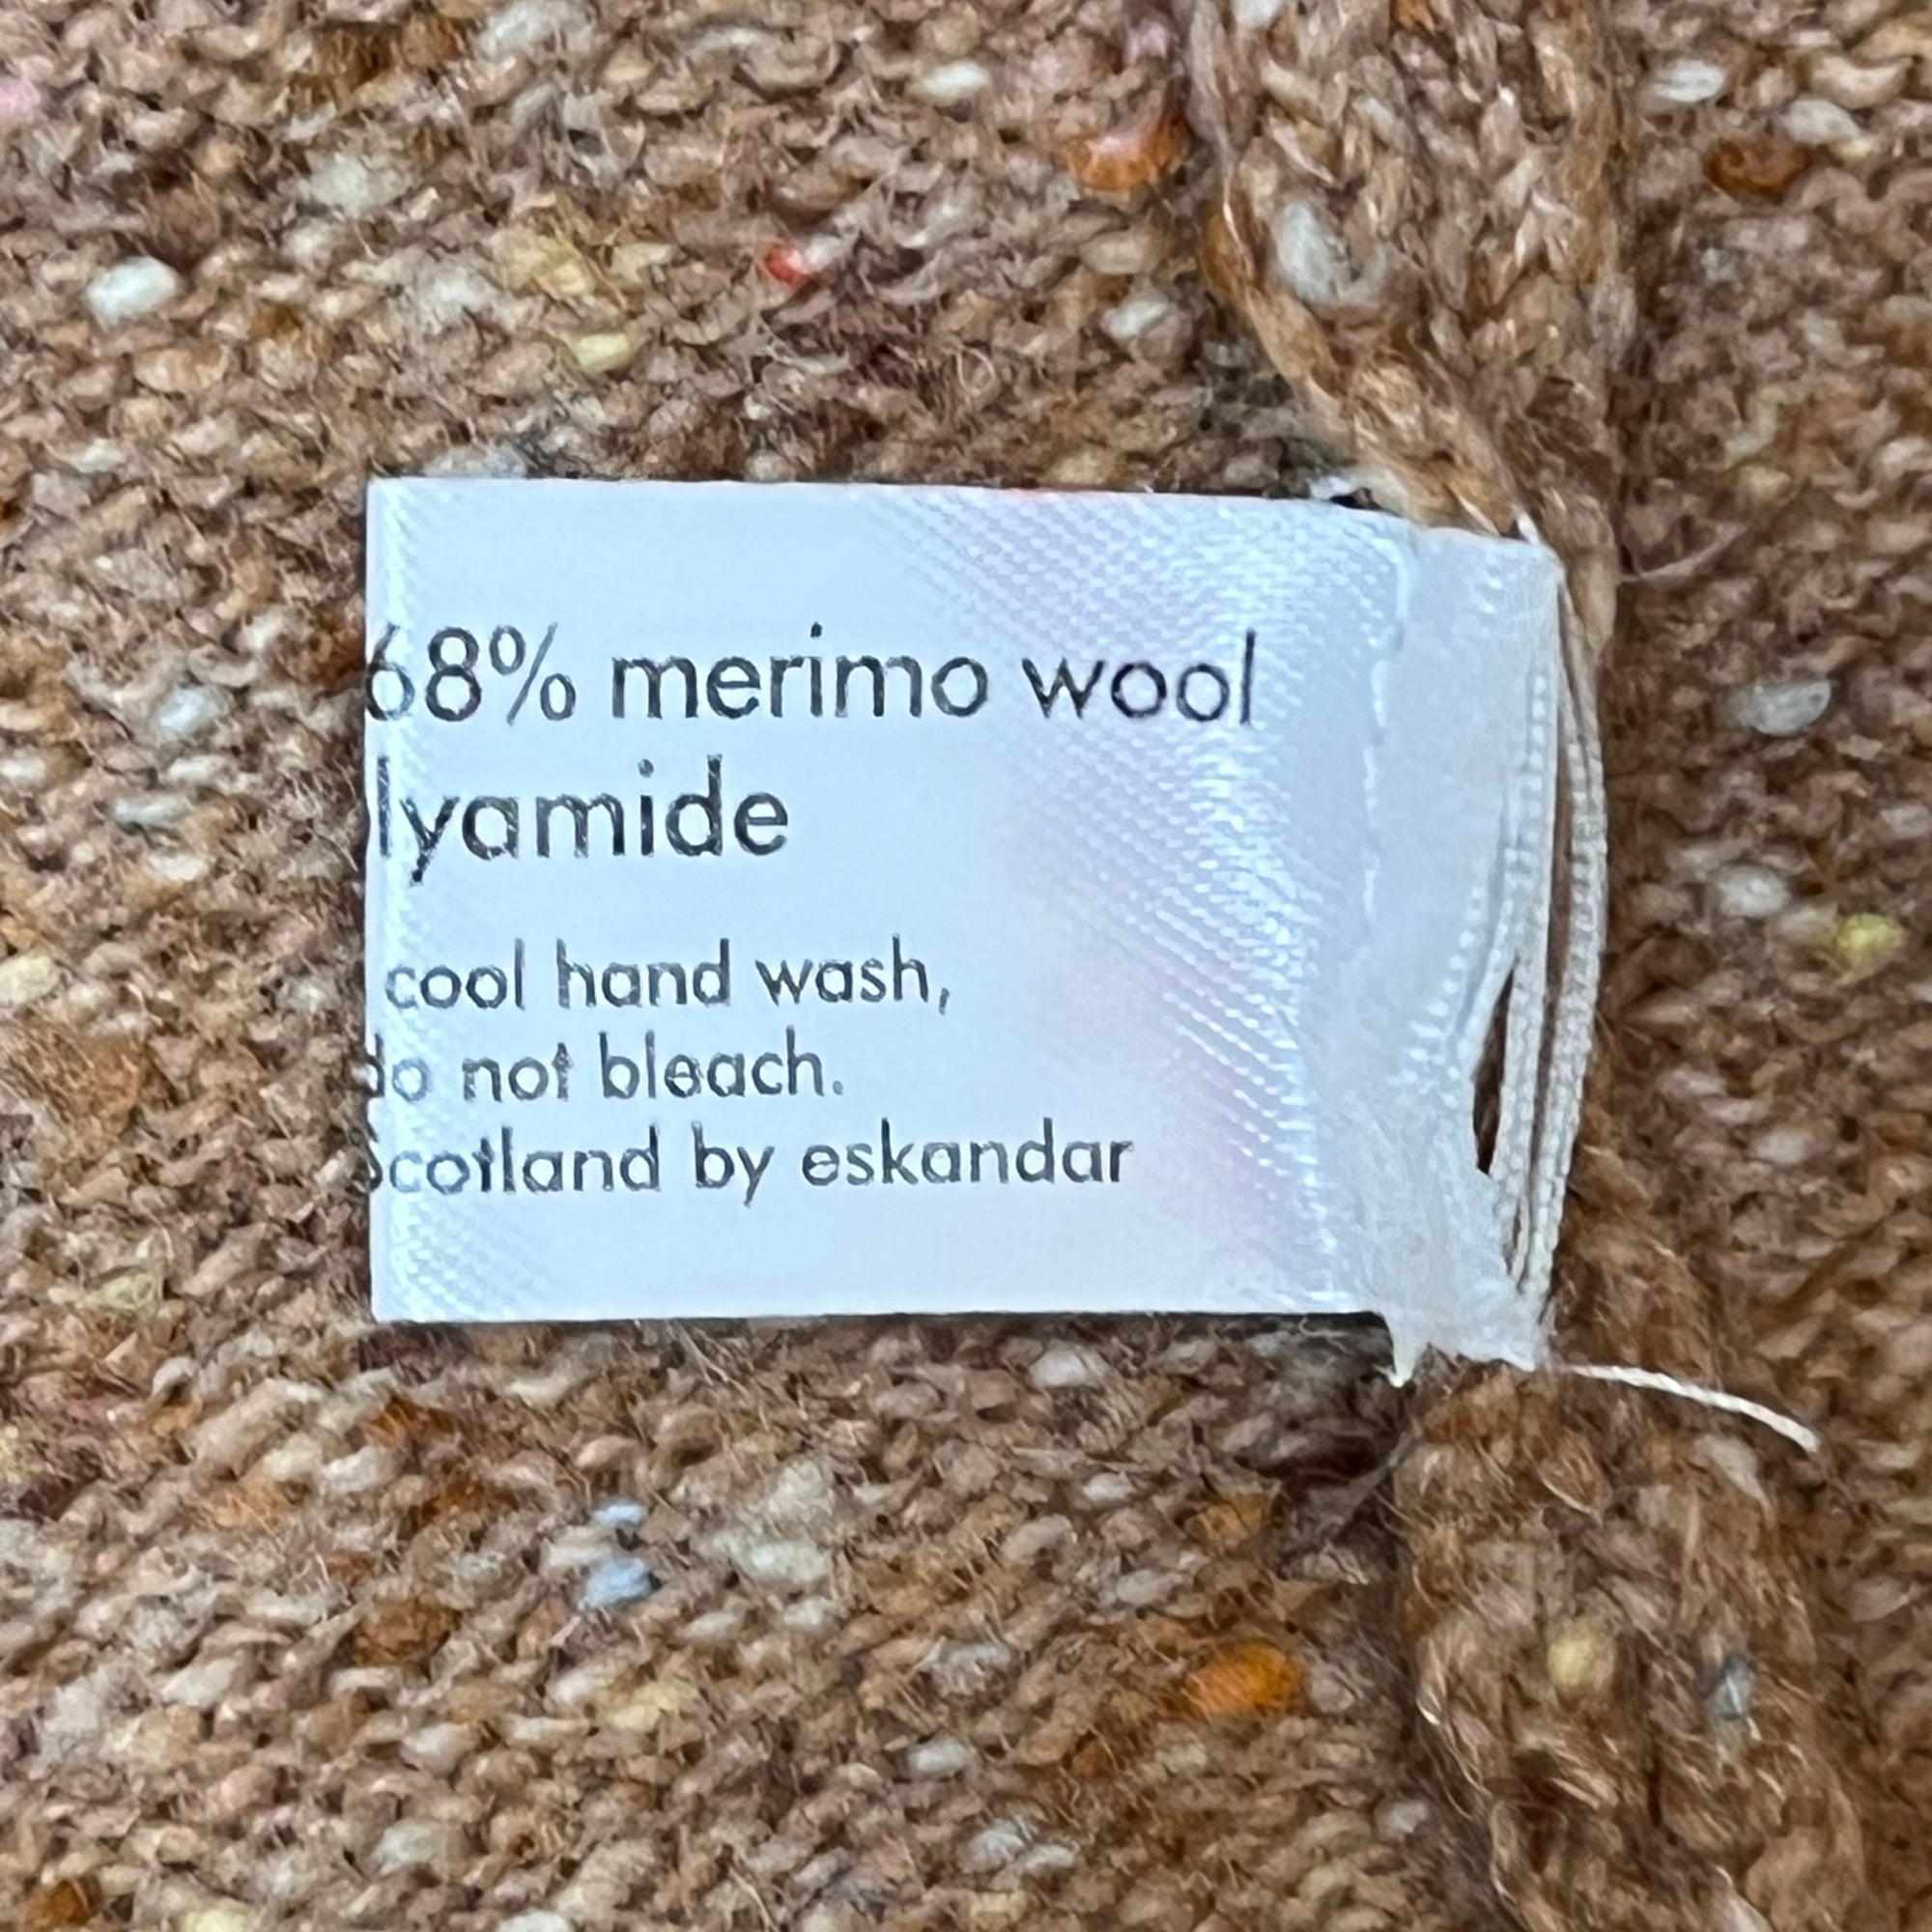 68% merimo wool
lyamide
cool hand wash,
do not bleach.
Scotland by eskandar